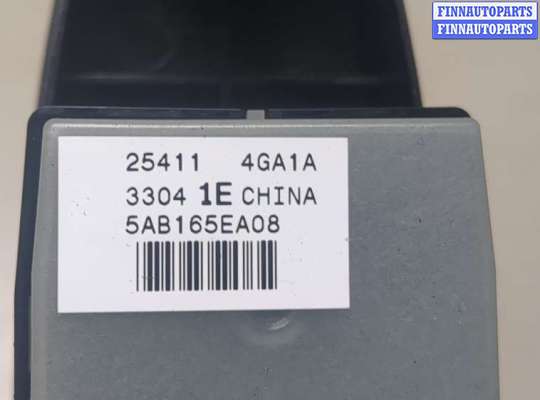 FINNAUTOPARTS
FINNAUTOPARTS
25411 4GA1A
3304 1E CHINA
5AB165EA08